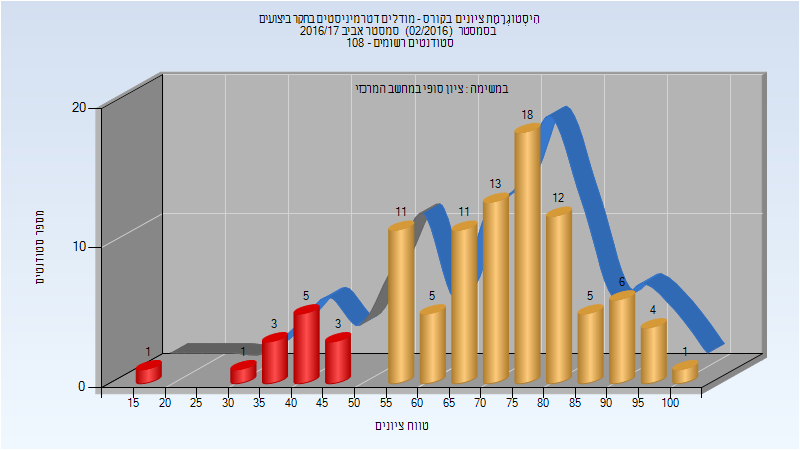 היסטוגרמת ציונים בקורס - מודלים דטרמיניסטים בחקר ביצועים
בסמסטר (02/2016) סמסטר אביב 2016/17
סטודנטים רשומים - 108
במשימה : ציון סופי במחשב המרכזי
מספר סטודנטים
20
10
0
1
1
3
5
3
11
5
11
13
18
12
5
6
4
1
15 20 25 30 35 40 45 50 55 60 65 70 75 80 85 90 95 100
טווח ציונים